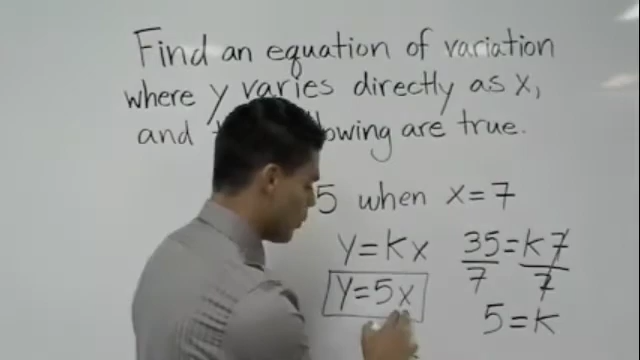 Find an equation of variation
where y varies directly as x,
and lowing are true.
5 when x=7
y=kx
y=5x
35=k7
7 7
5=k